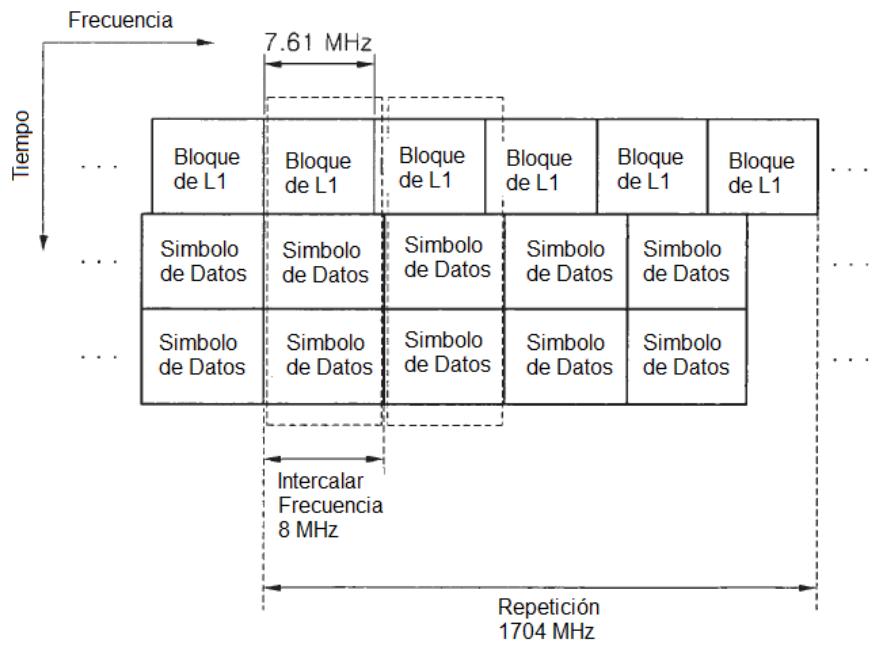 Frecuencia
7.61 MHz
Tiempo
. . .
Bloque
de L1
Bloque
de L1
Bloque
de L1
Bloque
de L1
Bloque
de L1
Bloque
de L1
. . .
. . .
Simbolo
de Datos
Simbolo
de Datos
Simbolo
de Datos
Simbolo
de Datos
Simbolo
de Datos
. . .
. . .
Simbolo
de Datos
Simbolo
de Datos
Simbolo
de Datos
Simbolo
de Datos
Simbolo
de Datos
. . .
Intercalar
Frecuencia
8 MHz
Repetición
1704 MHz